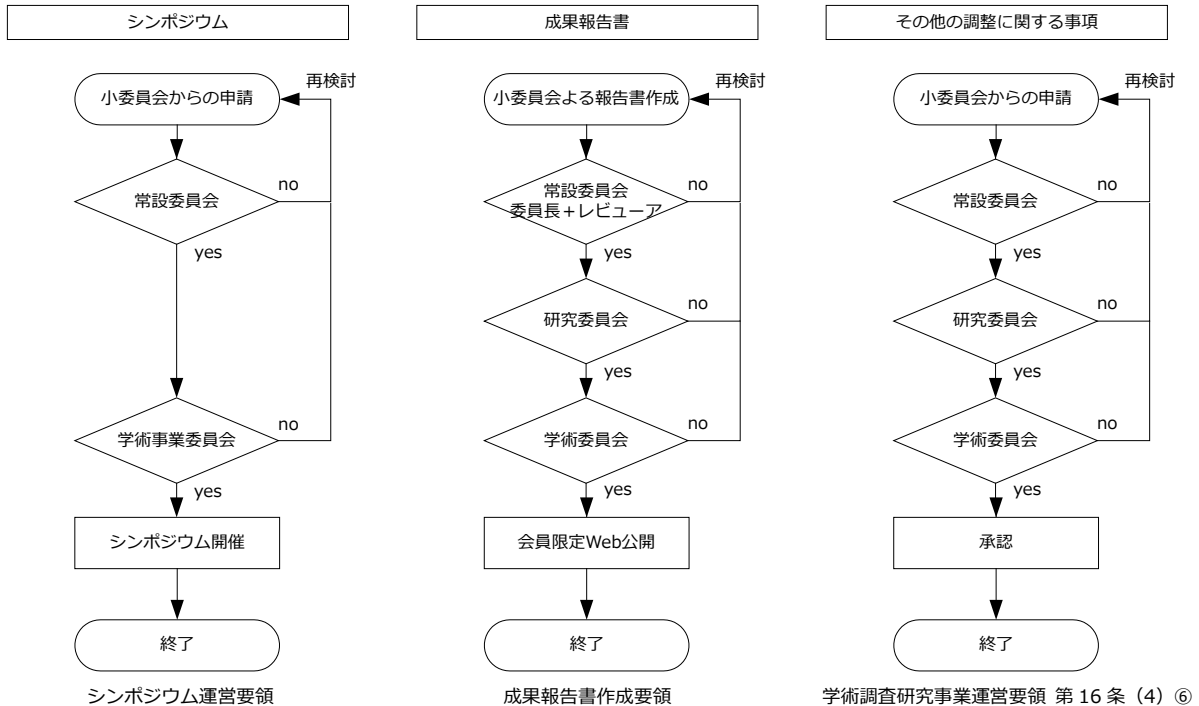 シンポジウム
再検討
小委員会からの申請
常設委員会
no
yes
学術事業委員会
no
yes
シンポジウム開催
終了
シンポジウム運営要領
成果報告書
再検討
小委員会よる報告書作成
常設委員会
委員長＋レビューア
no
yes
研究委員会
no
yes
学術委員会
no
yes
会員限定Web公開
終了
成果報告書作成要領
その他の調整に関する事項
再検討
小委員会からの申請
常設委員会
no
yes
研究委員会
no
yes
学術委員会
no
yes
承認
終了
学術調査研究事業運営要領 第 16 条（4）⑥